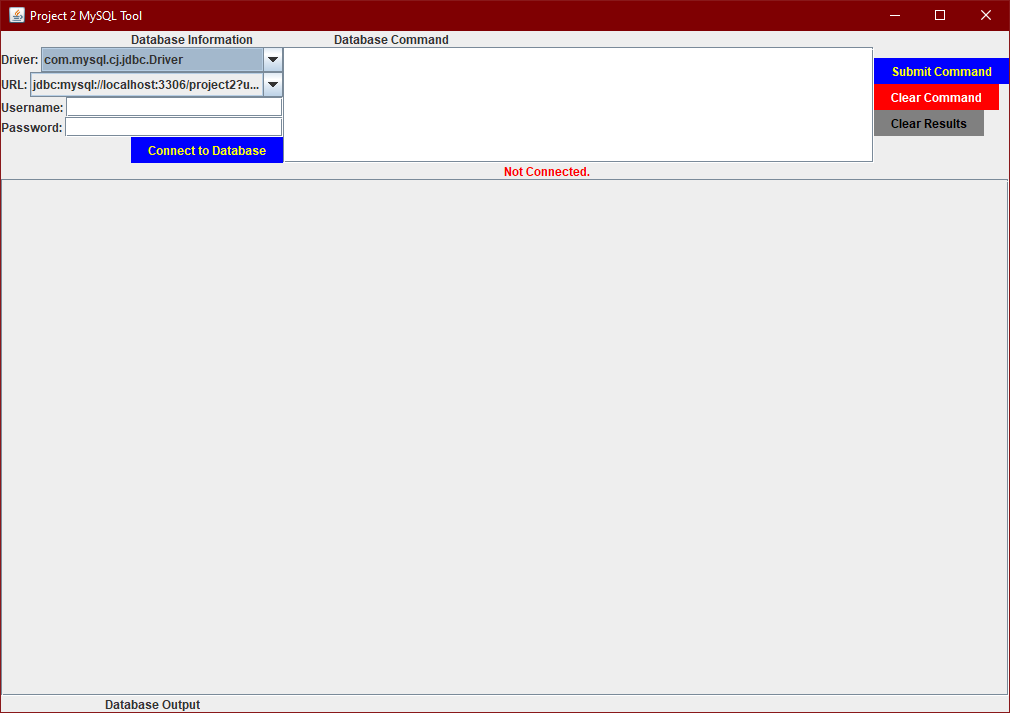 Project 2 MySQL Tool
Database Information
Database Command
Driver: com.mysql.cj.jdbc.Driver
URL: jdbc:mysql://localhost:3306/project2?u...
Username:
Password:
Connect to Database
Submit Command
Clear Command
Clear Results
Not Connected.
Database Output